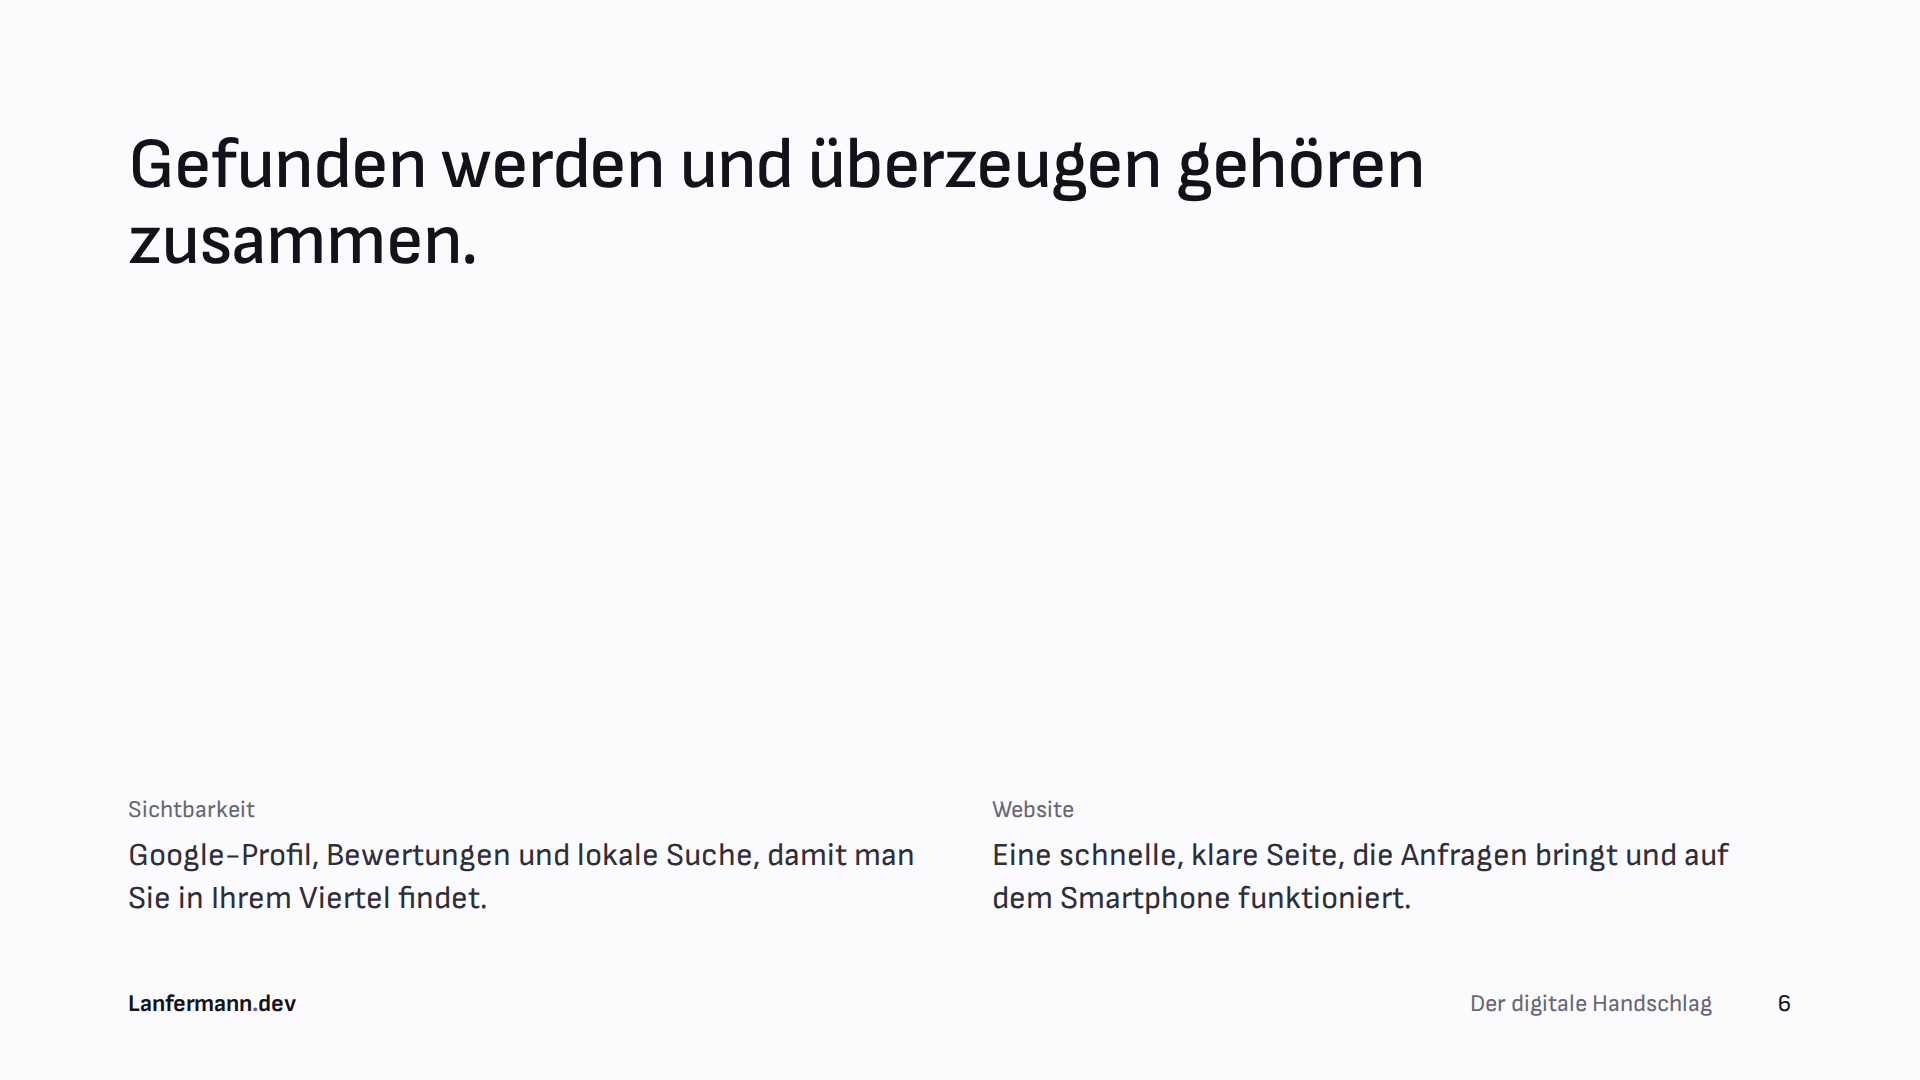 Gefunden werden und überzeugen gehören
zusammen.
Sichtbarkeit
Google-Profil, Bewertungen und lokale Suche, damit man
Sie in Ihrem Viertel findet.
Website
Eine schnelle, klare Seite, die Anfragen bringt und auf
dem Smartphone funktioniert.
Lanfermann.dev
Der digitale Handschlag
6